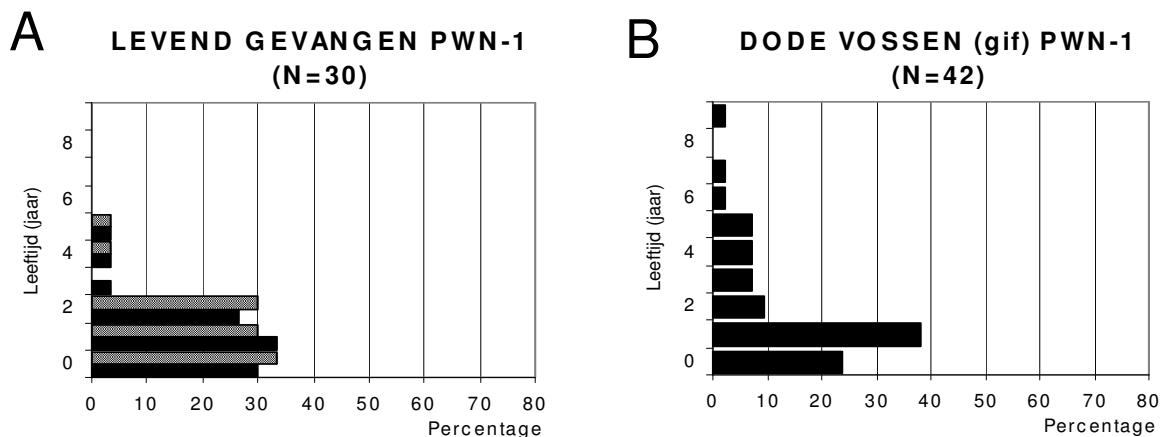 A
LEVEND GEVANGEN PWN-1
(N=30)
Leeftijd (jaar)
8
6
4
2
0
0 10 20 30 40 50 60 70 80
Percentage
B
DODE VOSSEN (gif) PWN-1
(N=42)
Leeftijd (jaar)
8
6
4
2
0
0 10 20 30 40 50 60 70 80
Percentage